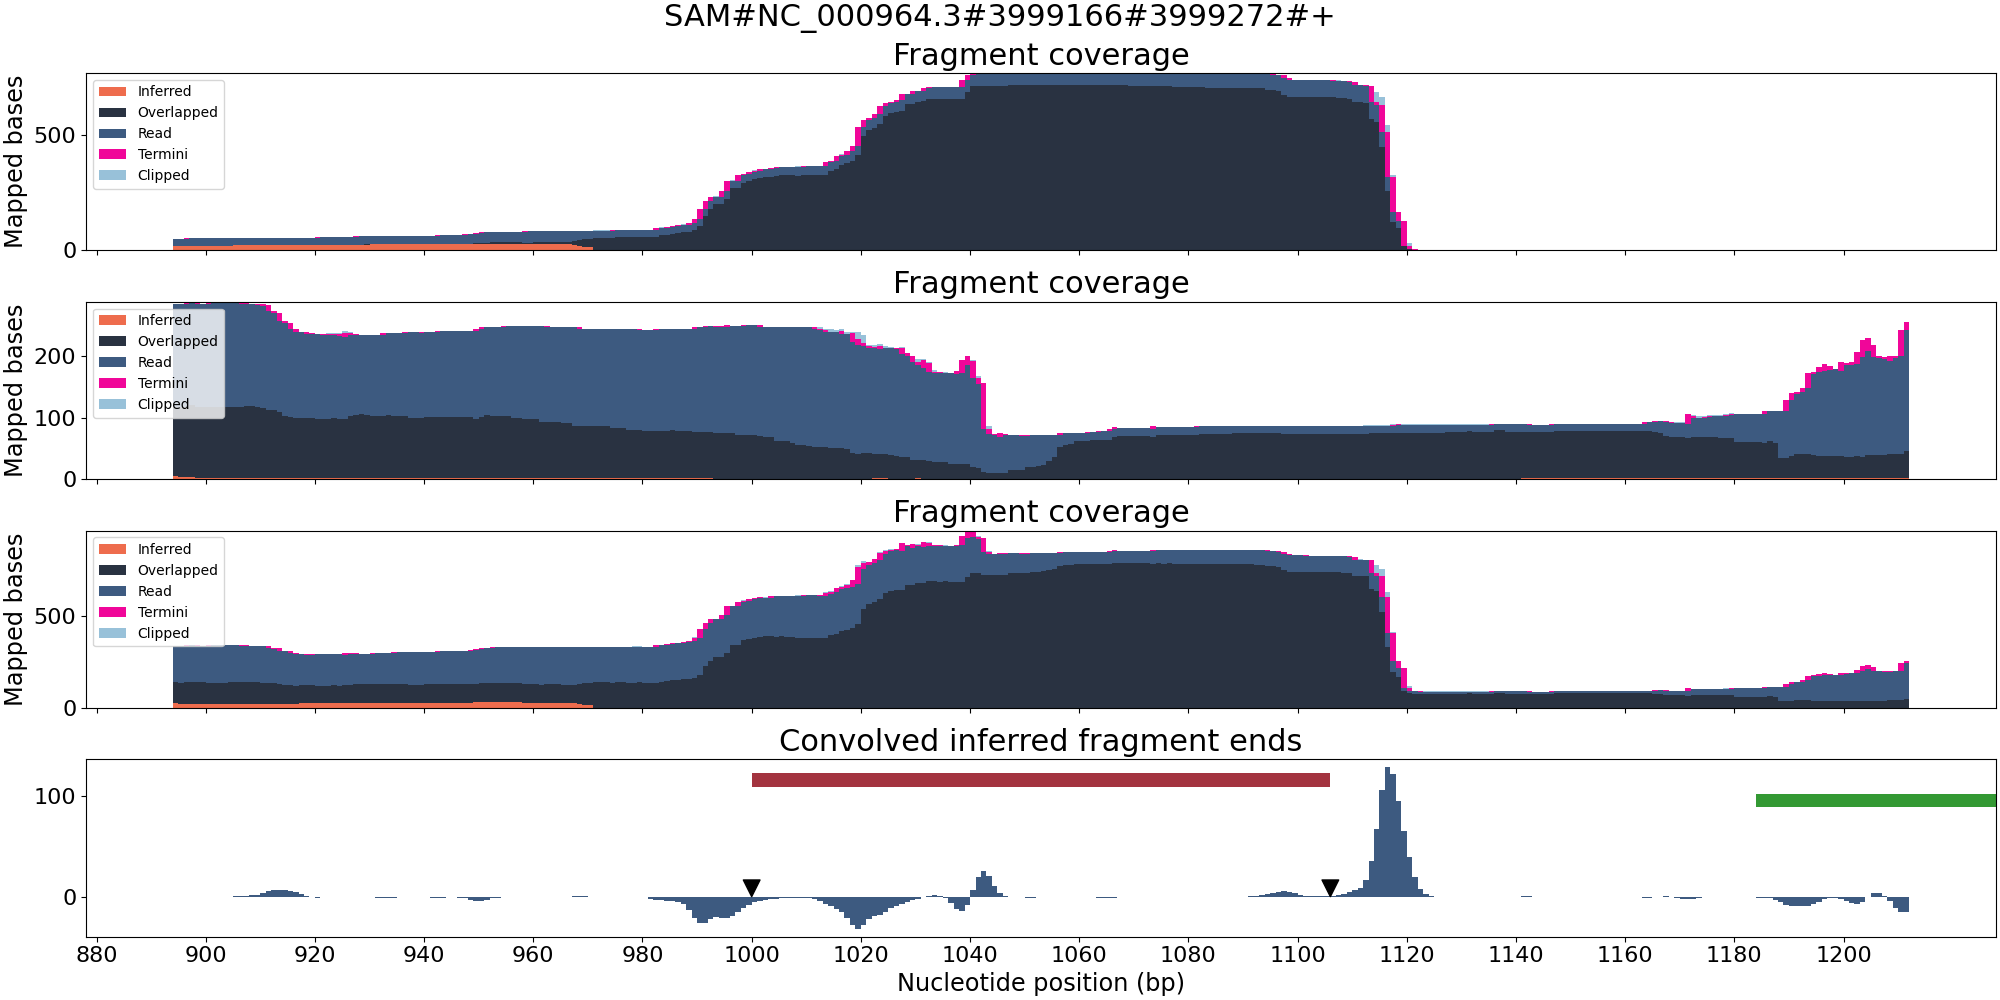 SAM#NC_000964.3#3999166#3999272#+
Fragment coverage
Mapped bases
500
0
Inferred
Overlapped
Read
Termini
Clipped
Fragment coverage
Mapped bases
200
100
0
Inferred
Overlapped
Read
Termini
Clipped
Fragment coverage
Mapped bases
500
0
Inferred
Overlapped
Read
Termini
Clipped
Convolved inferred fragment ends
100
0
880 900 920 940 960 980 1000 1020 1040 1060 1080 1100 1120 1140 1160 1180 1200
Nucleotide position (bp)